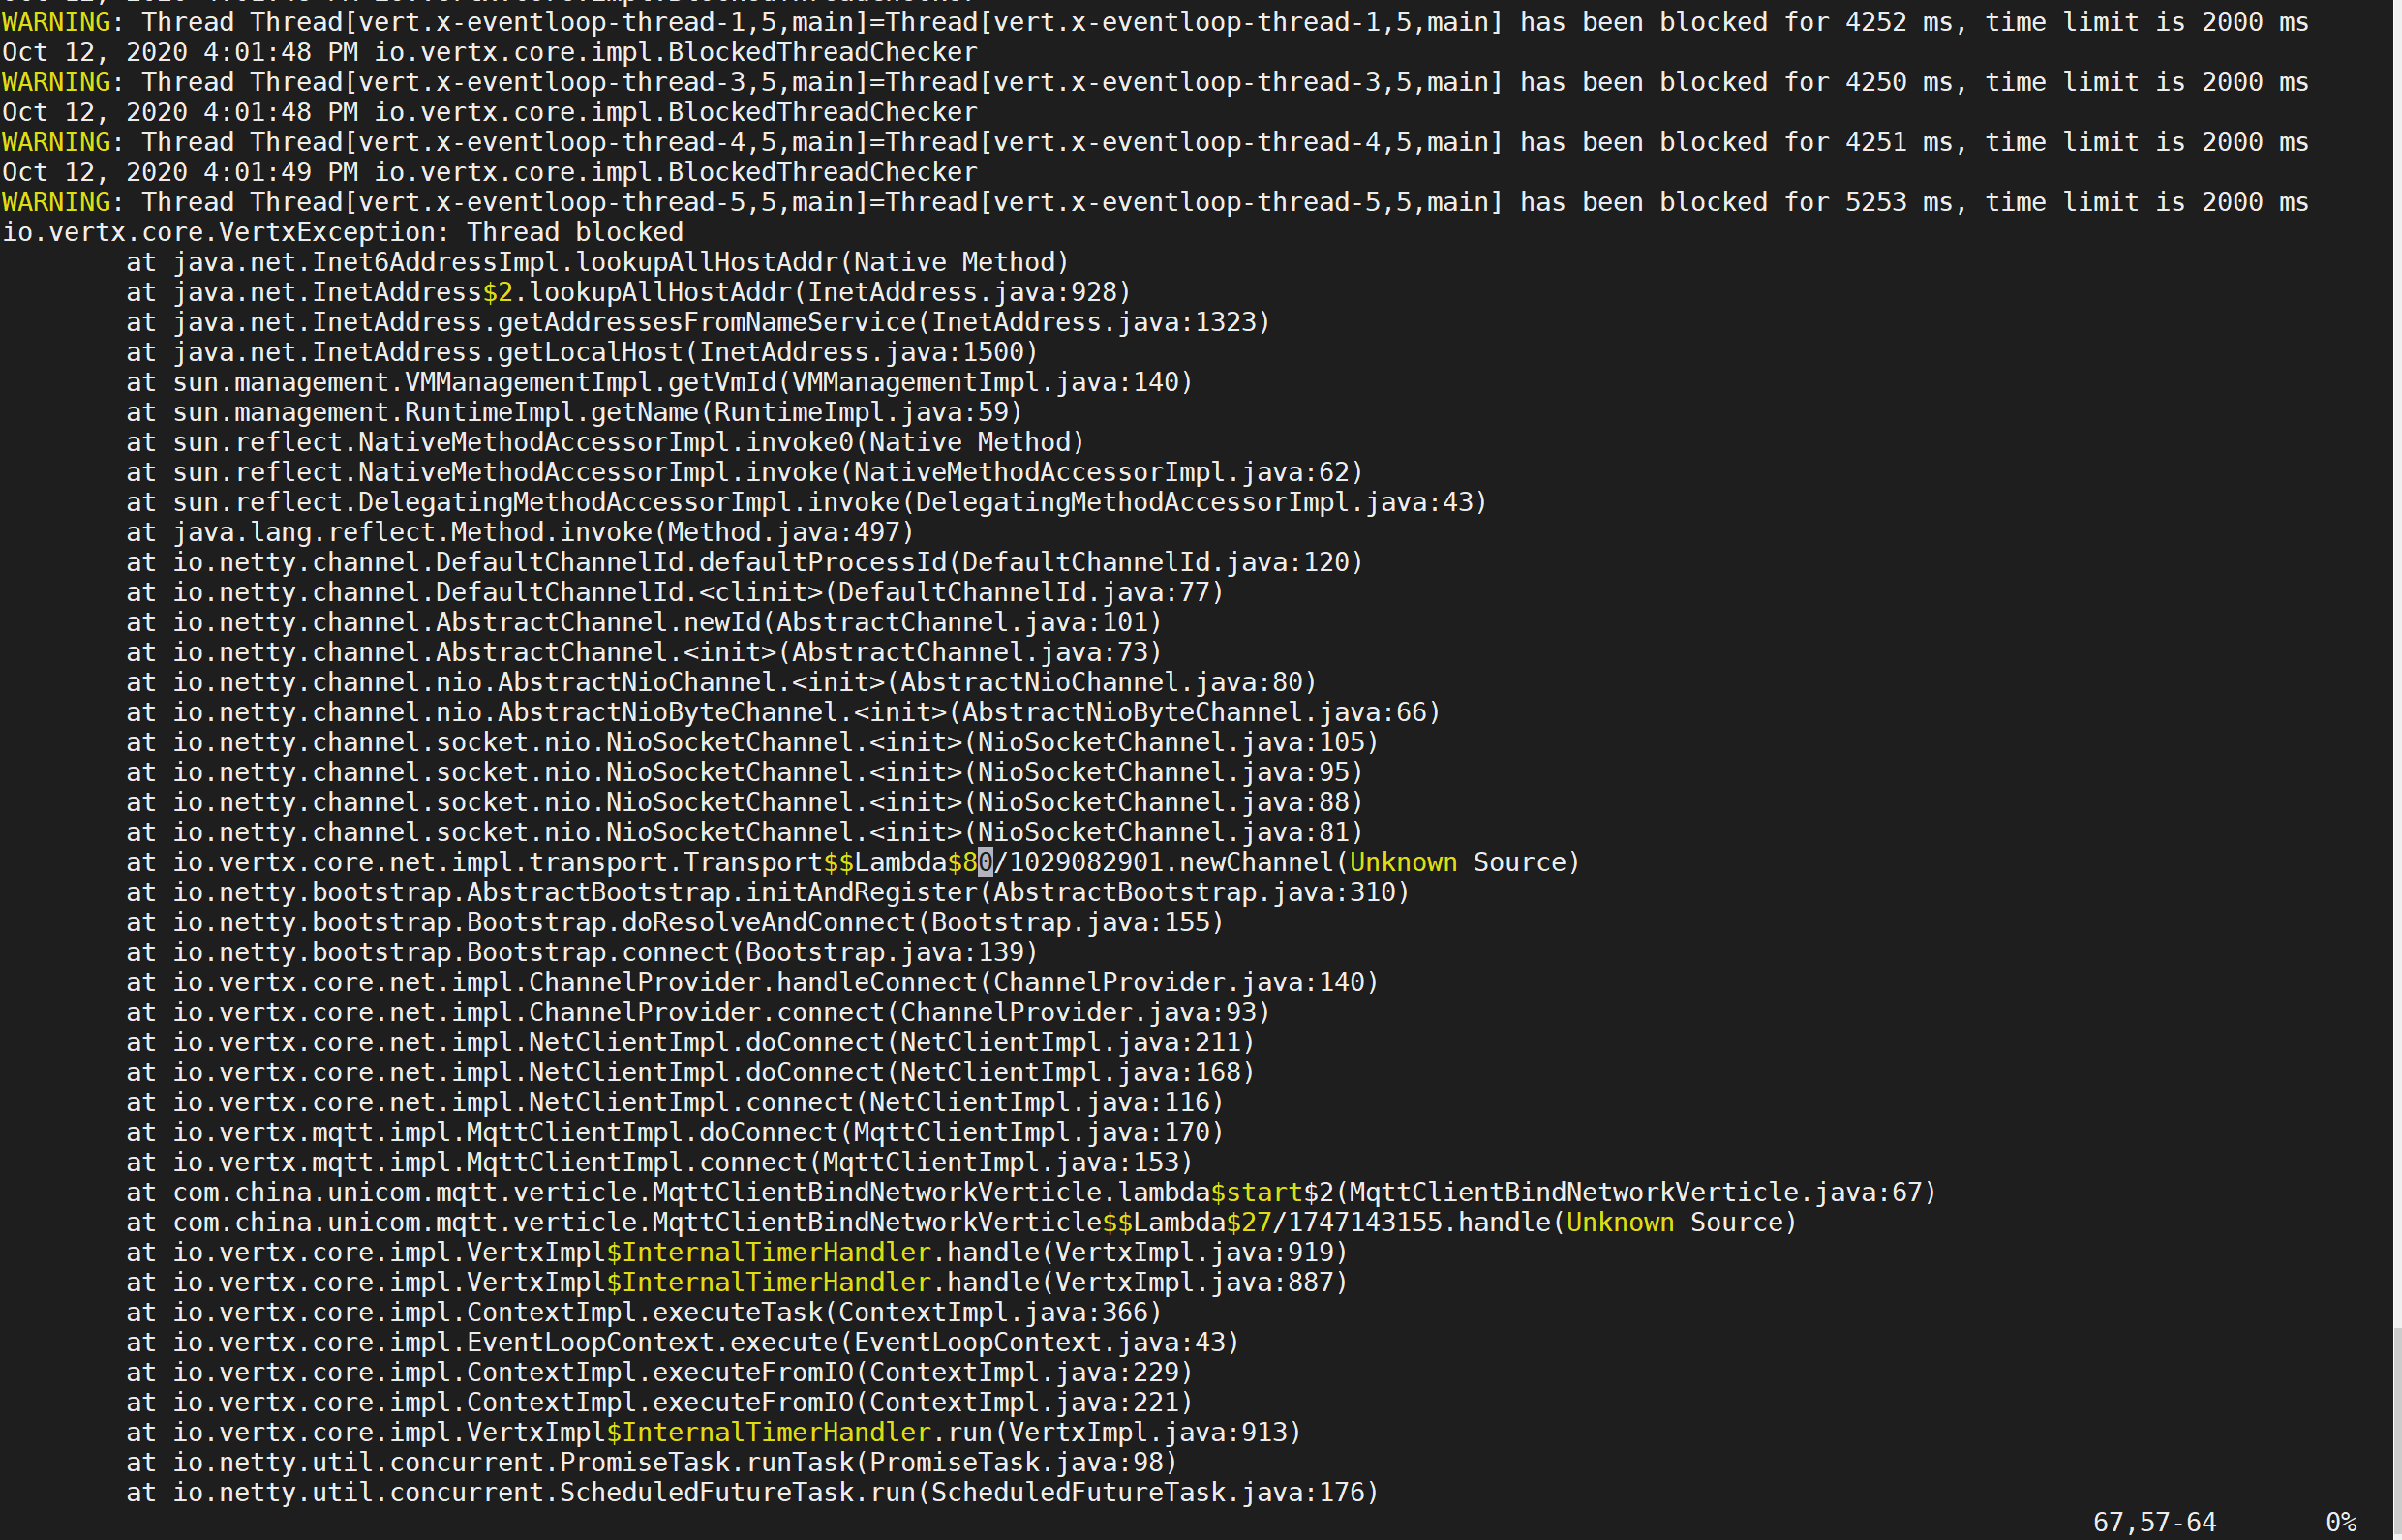 WARNING: Thread Thread[vert.x-eventloop-thread-1,5,main]=Thread[vert.x-eventloop-thread-1,5,main] has been blocked for 4252 ms, time limit is 2000 ms
Oct 12, 2020 4:01:48 PM io.vertx.core.impl.BlockedThreadChecker
WARNING: Thread Thread[vert.x-eventloop-thread-3,5,main]=Thread[vert.x-eventloop-thread-3,5,main] has been blocked for 4250 ms, time limit is 2000 ms
Oct 12, 2020 4:01:48 PM io.vertx.core.impl.BlockedThreadChecker
WARNING: Thread Thread[vert.x-eventloop-thread-4,5,main]=Thread[vert.x-eventloop-thread-4,5,main] has been blocked for 4251 ms, time limit is 2000 ms
Oct 12, 2020 4:01:49 PM io.vertx.core.impl.BlockedThreadChecker
WARNING: Thread Thread[vert.x-eventloop-thread-5,5,main]=Thread[vert.x-eventloop-thread-5,5,main] has been blocked for 5253 ms, time limit is 2000 ms
io.vertx.core.VertxException: Thread blocked
at java.net.Inet6AddressImpl.lookupAllHostAddr(Native Method)
at java.net.InetAddress$2.lookupAllHostAddr(InetAddress.java:928)
at java.net.InetAddress.getAddressesFromNameService(InetAddress.java:1323)
at java.net.InetAddress.getLocalHost(InetAddress.java:1500)
at sun.management.VMManagementImpl.getVmId(VMManagementImpl.java:140)
at sun.management.RuntimeImpl.getName(RuntimeImpl.java:59)
at sun.reflect.NativeMethodAccessorImpl.invoke0(Native Method)
at sun.reflect.NativeMethodAccessorImpl.invoke(NativeMethodAccessorImpl.java:62)
at sun.reflect.DelegatingMethodAccessorImpl.invoke(DelegatingMethodAccessorImpl.java:43)
at java.lang.reflect.Method.invoke(Method.java:497)
at io.netty.channel.DefaultChannelId.defaultProcessId(DefaultChannelId.java:120)
at io.netty.channel.DefaultChannelId.<clinit>(DefaultChannelId.java:77)
at io.netty.channel.AbstractChannel.newId(AbstractChannel.java:101)
at io.netty.channel.AbstractChannel.<init>(AbstractChannel.java:73)
at io.netty.channel.nio.AbstractNioChannel.<init>(AbstractNioChannel.java:80)
at io.netty.channel.nio.AbstractNioByteChannel.<init>(AbstractNioByteChannel.java:66)
at io.netty.channel.socket.nio.NioSocketChannel.<init>(NioSocketChannel.java:105)
at io.netty.channel.socket.nio.NioSocketChannel.<init>(NioSocketChannel.java:95)
at io.netty.channel.socket.nio.NioSocketChannel.<init>(NioSocketChannel.java:88)
at io.netty.channel.socket.nio.NioSocketChannel.<init>(NioSocketChannel.java:81)
at io.vertx.core.net.impl.transport.Transport$$Lambda$80/1029082901.newChannel(Unknown Source)
at io.netty.bootstrap.AbstractBootstrap.initAndRegister(AbstractBootstrap.java:310)
at io.netty.bootstrap.Bootstrap.doResolveAndConnect(Bootstrap.java:155)
at io.netty.bootstrap.Bootstrap.connect(Bootstrap.java:139)
at io.vertx.core.net.impl.ChannelProvider.handleConnect(ChannelProvider.java:140)
at io.vertx.core.net.impl.ChannelProvider.connect(ChannelProvider.java:93)
at io.vertx.core.net.impl.NetClientImpl.doConnect(NetClientImpl.java:211)
at io.vertx.core.net.impl.NetClientImpl.doConnect(NetClientImpl.java:168)
at io.vertx.core.net.impl.NetClientImpl.connect(NetClientImpl.java:116)
at io.vertx.mqtt.impl.MqttClientImpl.doConnect(MqttClientImpl.java:170)
at io.vertx.mqtt.impl.MqttClientImpl.connect(MqttClientImpl.java:153)
at com.china.unicom.mqtt.verticle.MqttClientBindNetworkVerticle.lambda$start$2(MqttClientBindNetworkVerticle.java:67)
at com.china.unicom.mqtt.verticle.MqttClientBindNetworkVerticle$$Lambda$27/1747143155.handle(Unknown Source)
at io.vertx.core.impl.VertxImpl$InternalTimerHandler.handle(VertxImpl.java:919)
at io.vertx.core.impl.VertxImpl$InternalTimerHandler.handle(VertxImpl.java:887)
at io.vertx.core.impl.ContextImpl.executeTask(ContextImpl.java:366)
at io.vertx.core.impl.EventLoopContext.execute(EventLoopContext.java:43)
at io.vertx.core.impl.ContextImpl.executeFromIO(ContextImpl.java:229)
at io.vertx.core.impl.ContextImpl.executeFromIO(ContextImpl.java:221)
at io.vertx.core.impl.VertxImpl$InternalTimerHandler.run(VertxImpl.java:913)
at io.netty.util.concurrent.PromiseTask.runTask(PromiseTask.java:98)
at io.netty.util.concurrent.ScheduledFutureTask.run(ScheduledFutureTask.java:176)
67,57-64 0%